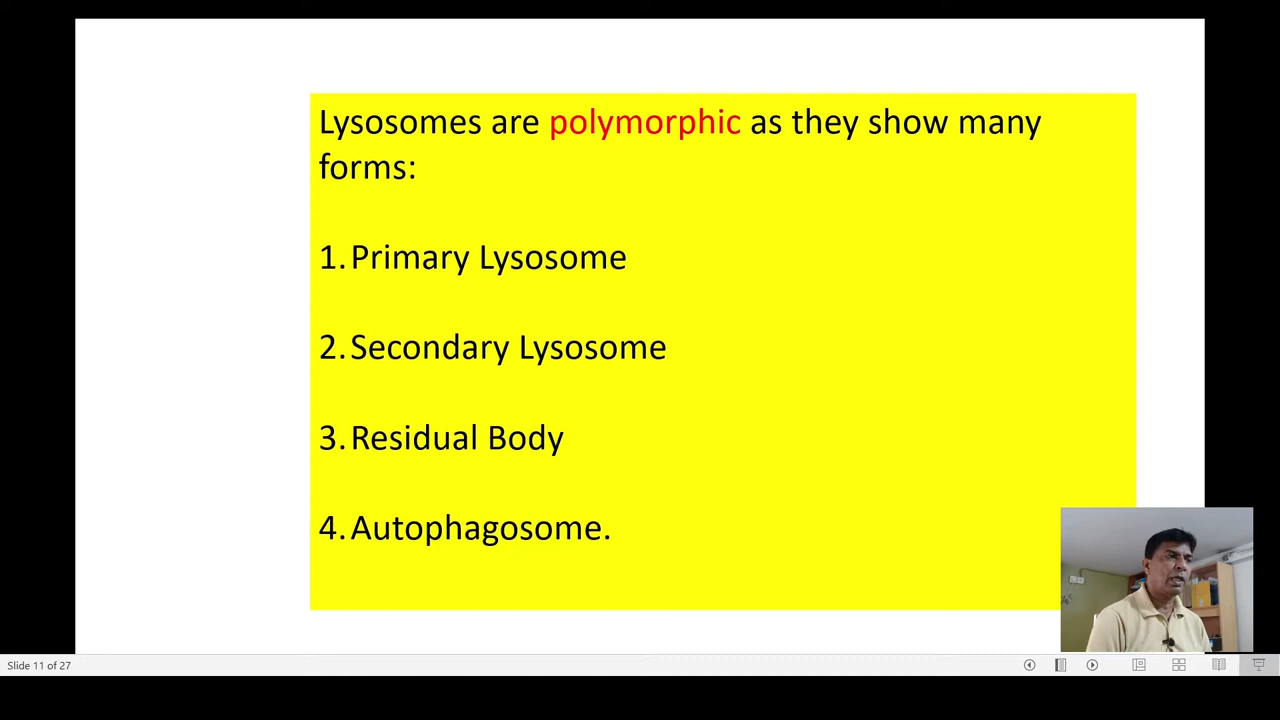 Lysosomes are polymorphic as they show many
forms:
1. Primary Lysosome
2. Secondary Lysosome
3. Residual Body
4. Autophagosome.
Slide 11 of 27